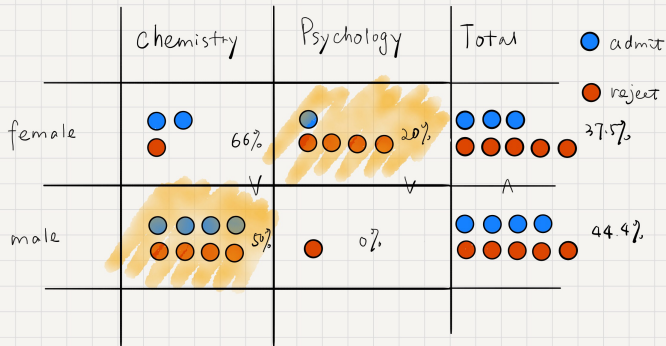 Chemistry Psychology Total
admit
reject
female 66% 20% 37.5%
V V Λ
male 50% 0% 44.4%